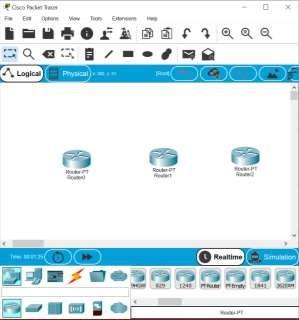 Cisco Packet Tracer
File Edit Options View Tools Extensions Help
Logical Physical [Root]
Router-PT Router-PT Router-PT
Router0 Router1 Router2
Realtime Simulation
829 1240 PT-Router PT-Empty 1841
Router-PT